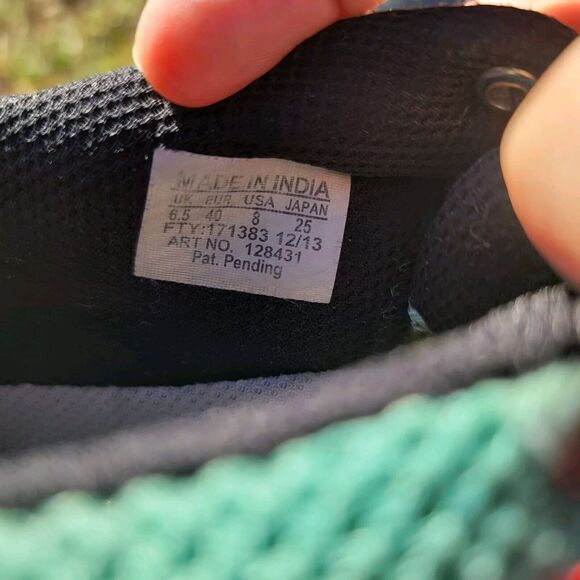 MADE IN INDIA
UK EUR USA JAPAN
6.5 40 8 25
FTY:171383 12/13
ART NO. 128431
Pat. Pending